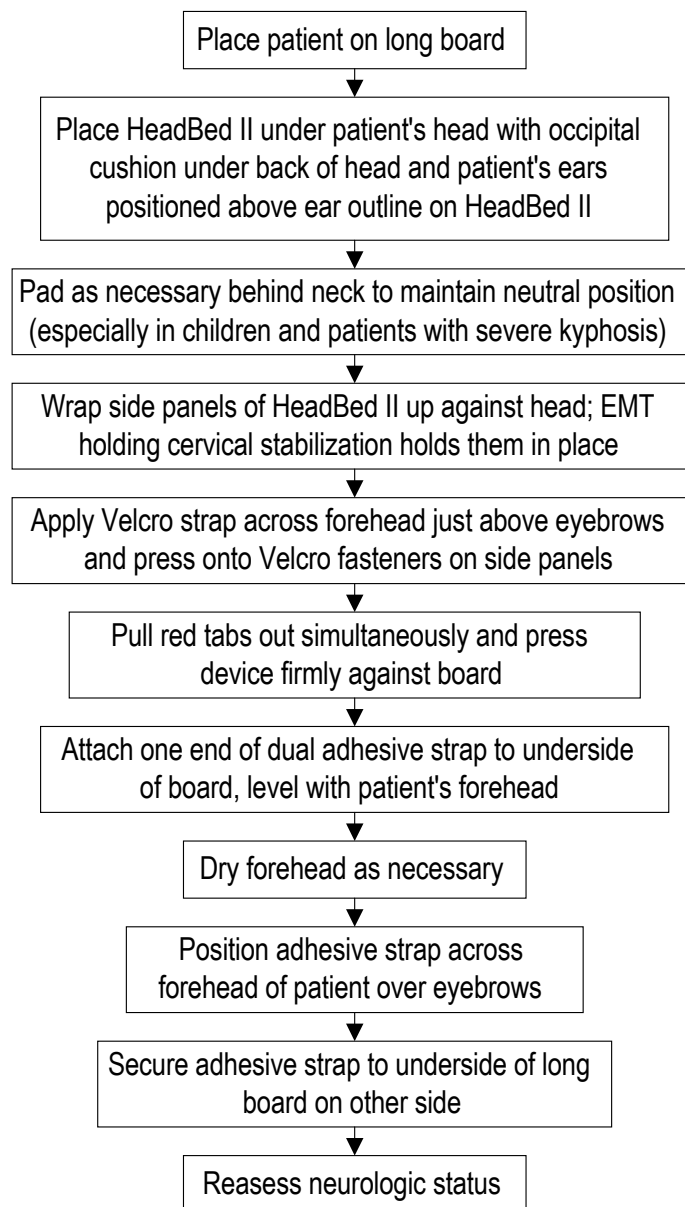 Place patient on long board
Place HeadBed II under patient's head with occipital
cushion under back of head and patient's ears
positioned above ear outline on HeadBed II
Pad as necessary behind neck to maintain neutral position
(especially in children and patients with severe kyphosis)
Wrap side panels of HeadBed II up against head; EMT
holding cervical stabilization holds them in place
Apply Velcro strap across forehead just above eyebrows
and press onto Velcro fasteners on side panels
Pull red tabs out simultaneously and press
device firmly against board
Attach one end of dual adhesive strap to underside
of board, level with patient's forehead
Dry forehead as necessary
Position adhesive strap across
forehead of patient over eyebrows
Secure adhesive strap to underside of long
board on other side
Reasess neurologic status